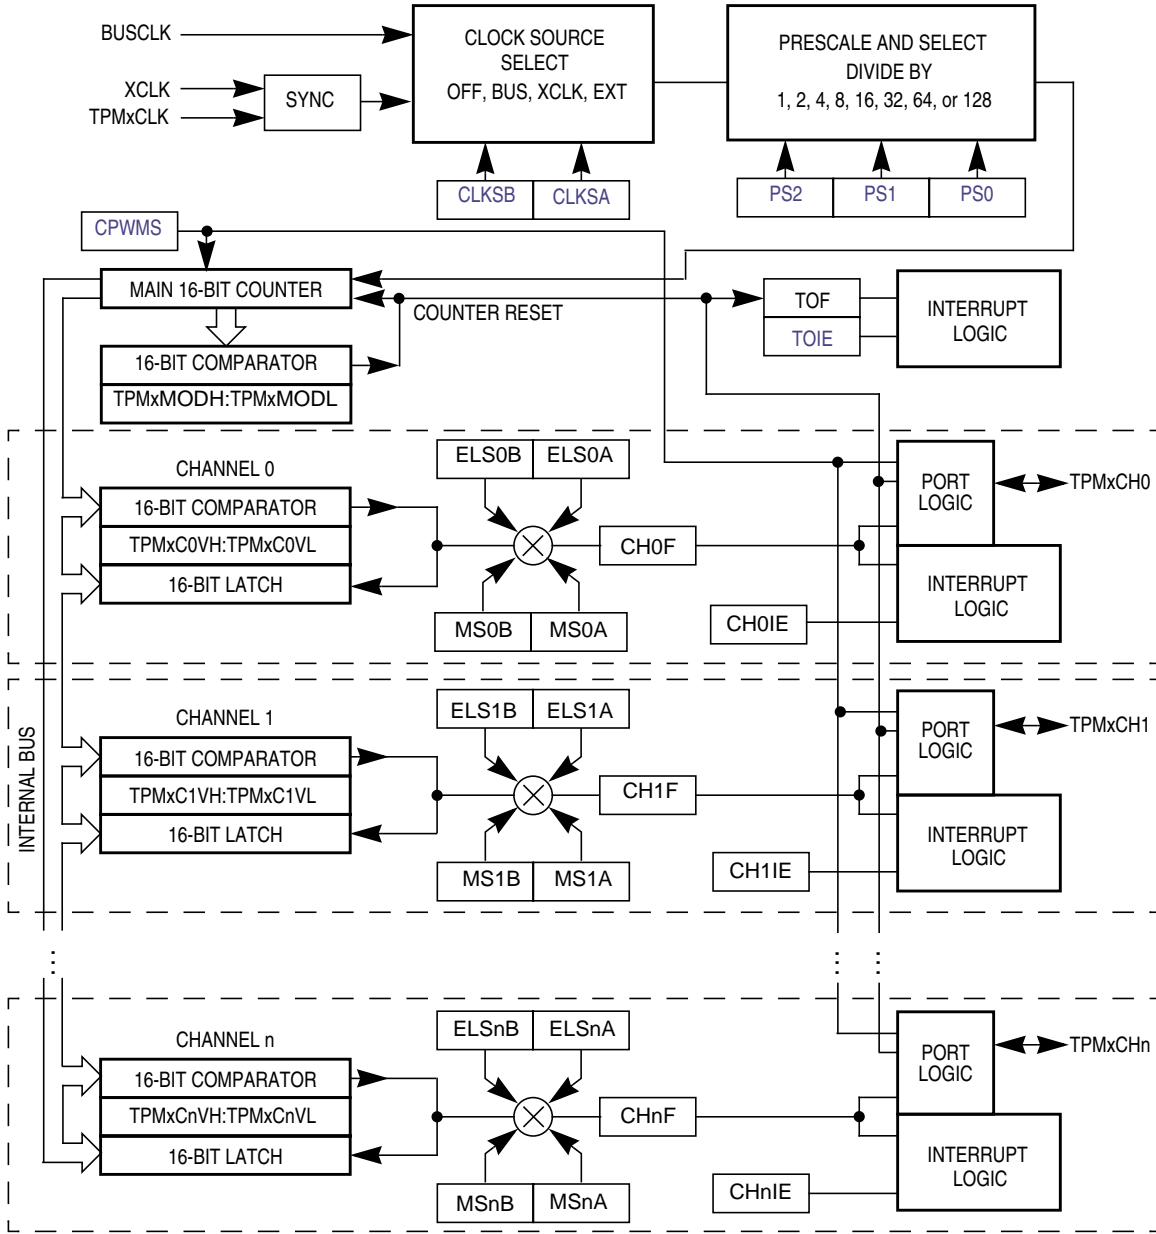 BUSCLK
XCLK
TPMxCLK
SYNC
CLOCK SOURCE
SELECT
OFF, BUS, XCLK, EXT
PRESCALE AND SELECT
DIVIDE BY
1, 2, 4, 8, 16, 32, 64, or 128
CLKSB
CLKSA
PS2
PS1
PS0
CPWMS
MAIN 16-BIT COUNTER
COUNTER RESET
16-BIT COMPARATOR
TPMxMODH:TPMxMODL
TOF
TOIE
INTERRUPT
LOGIC
INTERNAL BUS
CHANNEL 0
16-BIT COMPARATOR
TPMxC0VH:TPMxC0VL
16-BIT LATCH
ELS0B
ELS0A
MS0B
MS0A
CH0F
CH0IE
PORT
LOGIC
TPMxCH0
INTERRUPT
LOGIC
CHANNEL 1
16-BIT COMPARATOR
TPMxC1VH:TPMxC1VL
16-BIT LATCH
ELS1B
ELS1A
MS1B
MS1A
CH1F
CH1IE
PORT
LOGIC
TPMxCH1
INTERRUPT
LOGIC
...
... ...
CHANNEL n
16-BIT COMPARATOR
TPMxCnVH:TPMxCnVL
16-BIT LATCH
ELSnB
ELSnA
MSnB
MSnA
CHnF
CHnIE
PORT
LOGIC
TPMxCHn
INTERRUPT
LOGIC